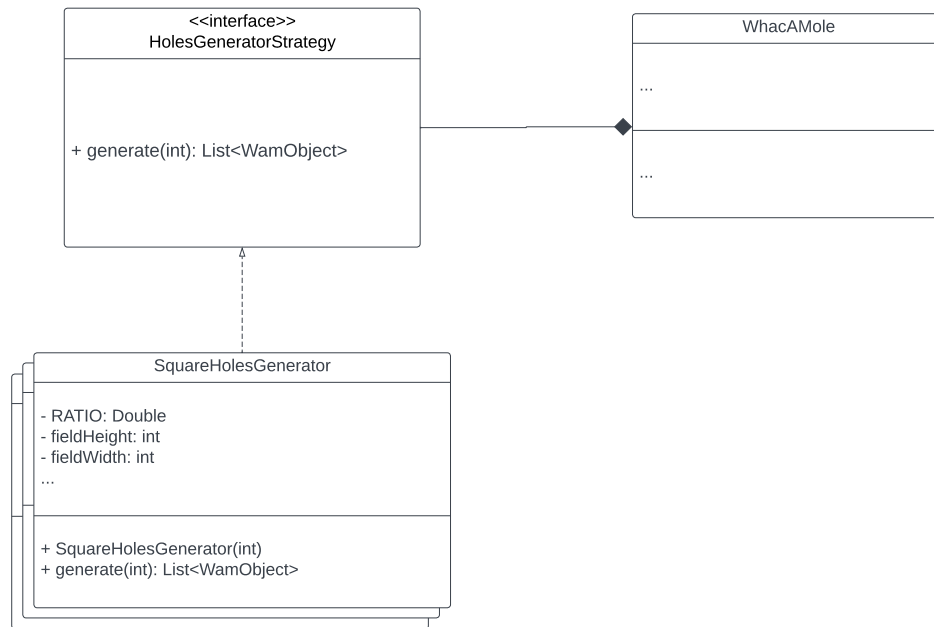 <<interface>>
HolesGeneratorStrategy
+ generate(int): List<WamObject>
WhacAMole
...
...
SquareHolesGenerator
- RATIO: Double
- fieldHeight: int
- fieldWidth: int
...
+ SquareHolesGenerator(int)
+ generate(int): List<WamObject>